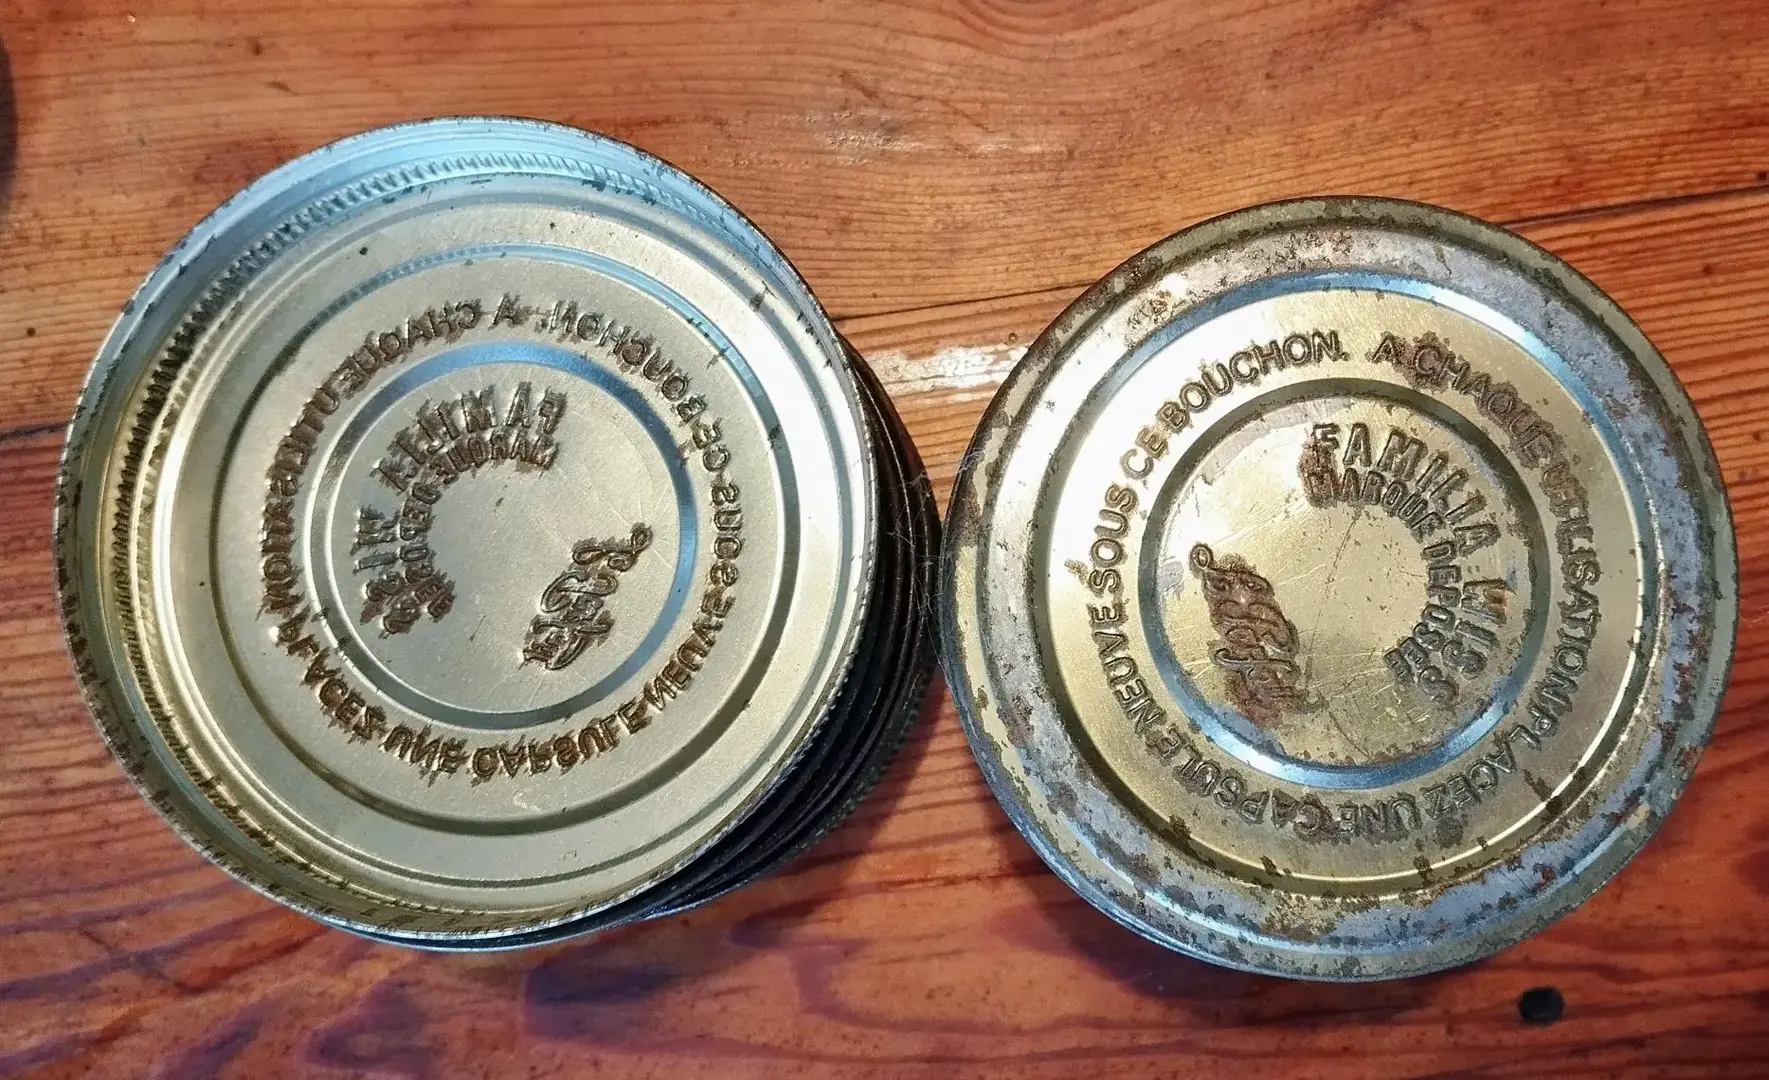 A CHAQUE UTILISATION PLACEZ UNE CAPSULE NEUVE SOUS CE BOUCHON.
FAMILIA WISS
MARQUE DEPOSEE
A CHAQUE UTILISATION PLACEZ UNE CAPSULE NEUVE SOUS CE BOUCHON.
FAMILIA WISS
MARQUE DEPOSEE